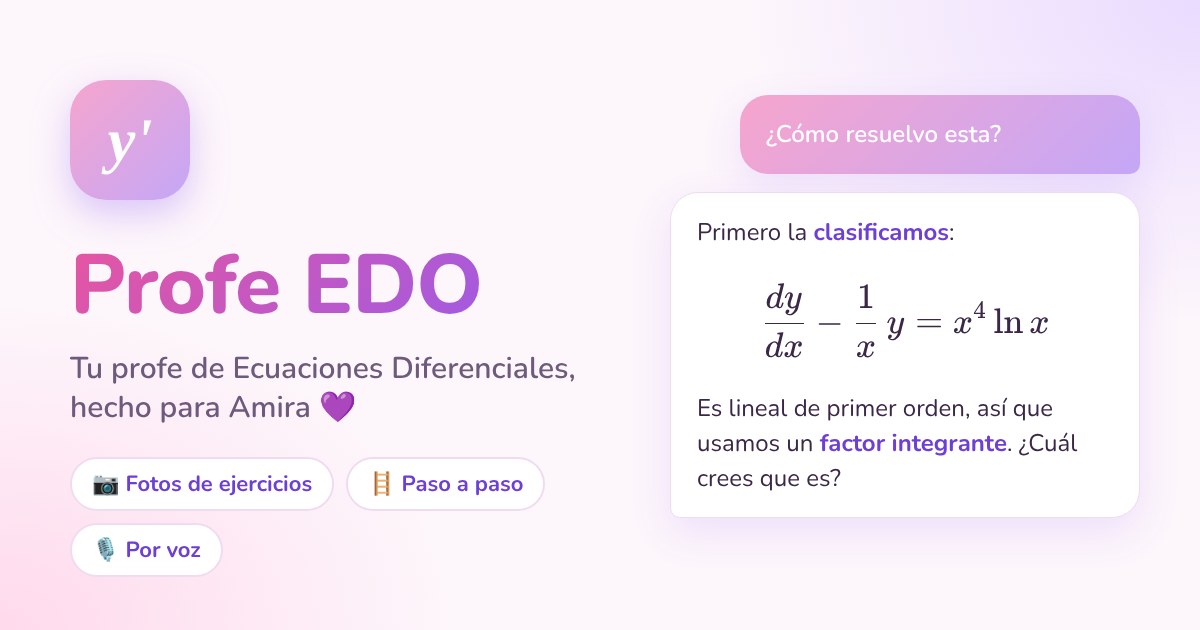 y'
Profe EDO
Tu profe de Ecuaciones Diferenciales,
hecho para Amira 💜
📷 Fotos de ejercicios
🪜 Paso a paso
🎙️ Por voz
¿Cómo resuelvo esta?
Primero la clasificamos:
dy/dx − 1/x y = x⁴ ln x
Es lineal de primer orden, así que
usamos un factor integrante. ¿Cuál
crees que es?